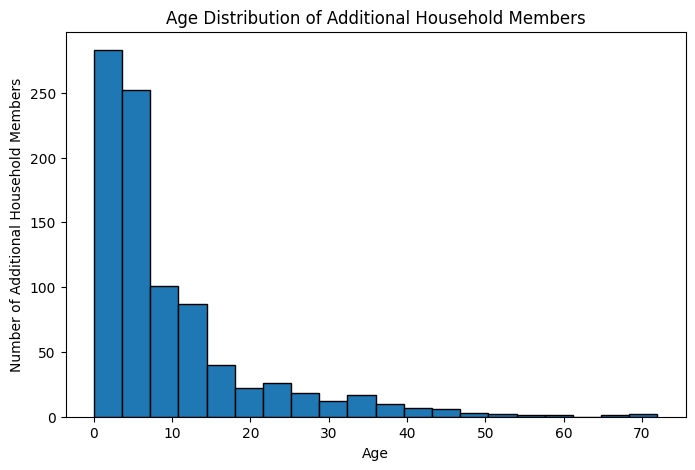 Age Distribution of Additional Household Members
Number of Additional Household Members
250
200
150
100
50
0
0 10 20 30 40 50 60 70
Age